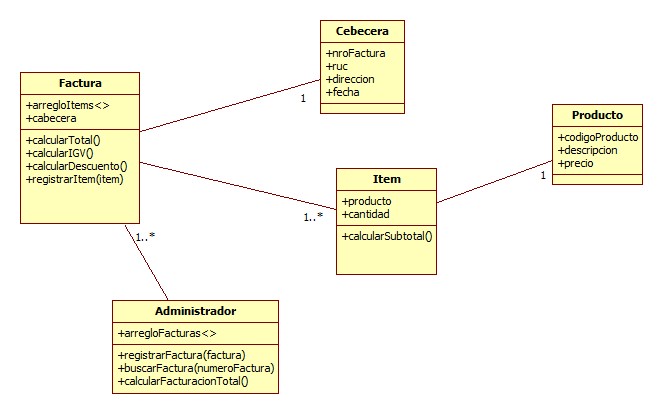 Cebecera
+nroFactura
+ruc
+direccion
+fecha
1
Factura
+arregloItems<>
+cabecera
+calcularTotal()
+calcularIGV()
+calcularDescuento()
+registrarItem(item)
1..*
1..*
Item
+producto
+cantidad
+calcularSubtotal()
1
Producto
+codigoProducto
+descripcion
+precio
Administrador
+arregloFacturas<>
+registrarFactura(factura)
+buscarFactura(numeroFactura)
+calcularFacturacionTotal()